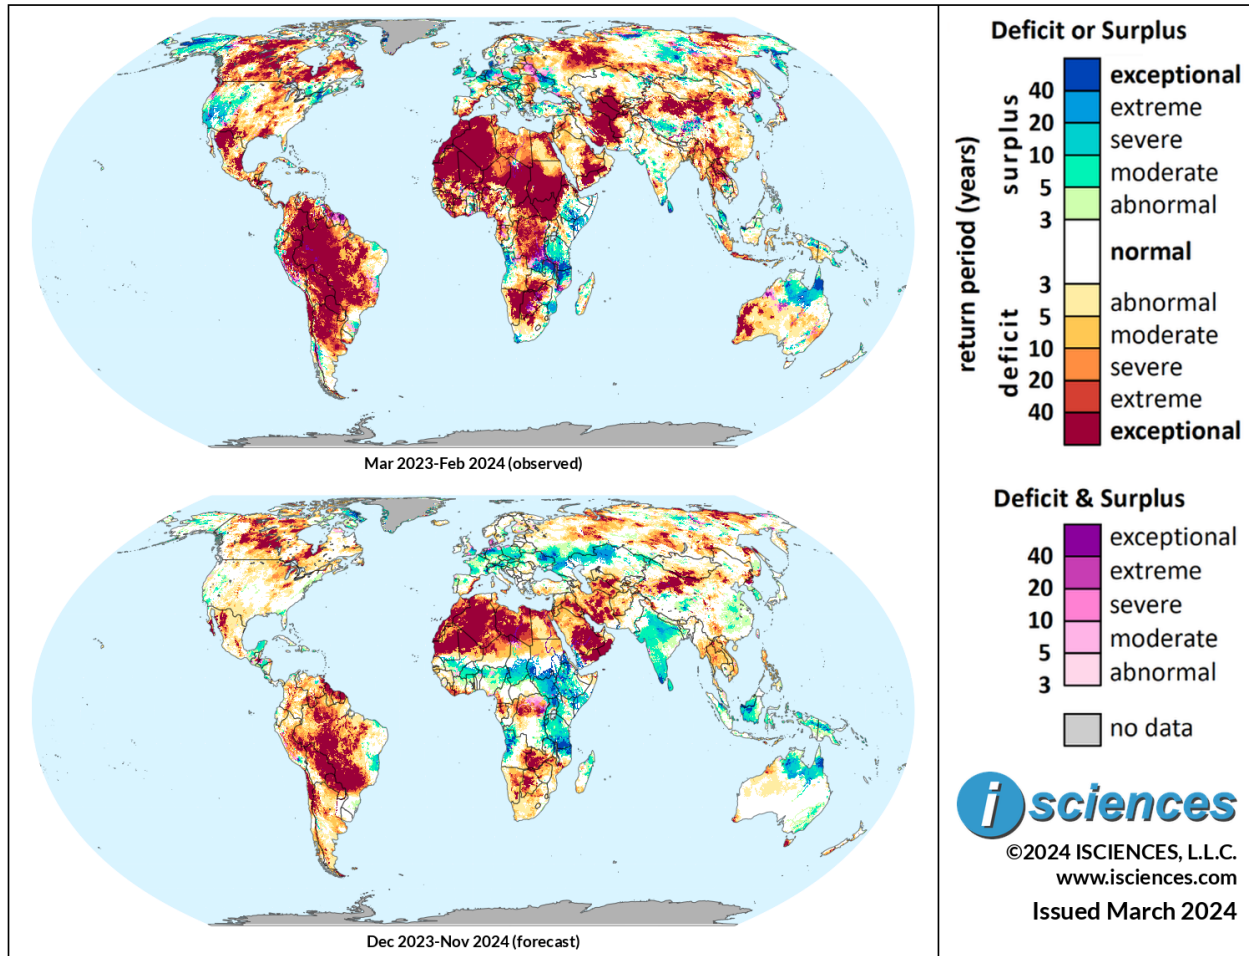 Mar 2023-Feb 2024 (observed)
Dec 2023-Nov 2024 (forecast)
Deficit or Surplus
return period (years)
surplus
deficit
exceptional
40
extreme
20
severe
10
moderate
5
abnormal
3
normal
3
abnormal
5
moderate
10
severe
20
extreme
40
exceptional
Deficit & Surplus
exceptional
40
extreme
20
severe
10
moderate
5
abnormal
3
no data
i sciences
©2024 ISCIENCES, L.L.C.
www.isciences.com
Issued March 2024